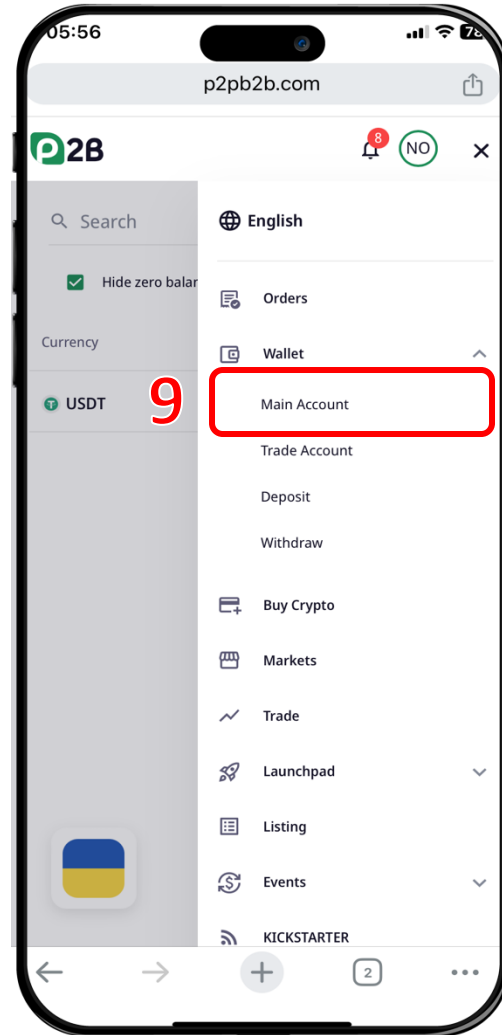 05:56
78
p2pb2b.com
P2B
8
NO
Search
English
Hide zero balar
Orders
Currency
Wallet
USDT
9
Main Account
Trade Account
Deposit
Withdraw
Buy Crypto
Markets
Trade
Launchpad
Listing
Events
KICKSTARTER
2